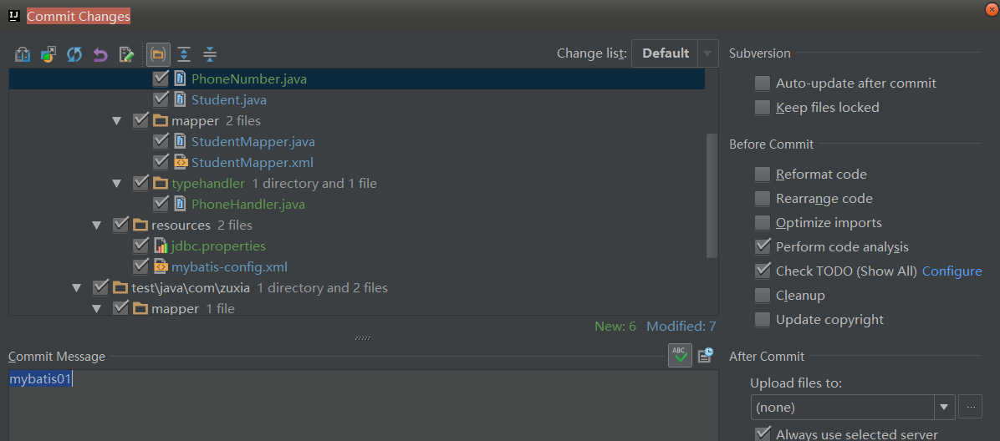 Commit Changes
Change list: Default
PhoneNumber.java
Student.java
mapper 2 files
StudentMapper.java
StudentMapper.xml
typehandler 1 directory and 1 file
PhoneHandler.java
resources 2 files
jdbc.properties
mybatis-config.xml
test\java\com\zuxia 1 directory and 2 files
mapper 1 file
New: 6 Modified: 7
Commit Message
ABC
mybatis01
Subversion
Auto-update after commit
Keep files locked
Before Commit
Reformat code
Rearrange code
Optimize imports
Perform code analysis
Check TODO (Show All) Configure
Cleanup
Update copyright
After Commit
Upload files to:
(none) ...
Always use selected server